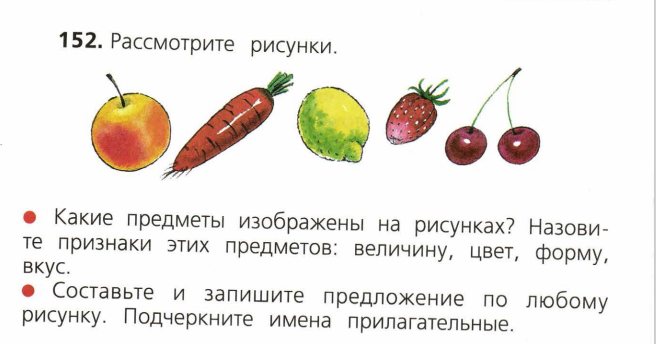 152. Рассмотрите рисунки.
● Какие предметы изображены на рисунках? Назови-
те признаки этих предметов: величину, цвет, форму,
вкус.
● Составьте и запишите предложение по любому
рисунку. Подчеркните имена прилагательные.